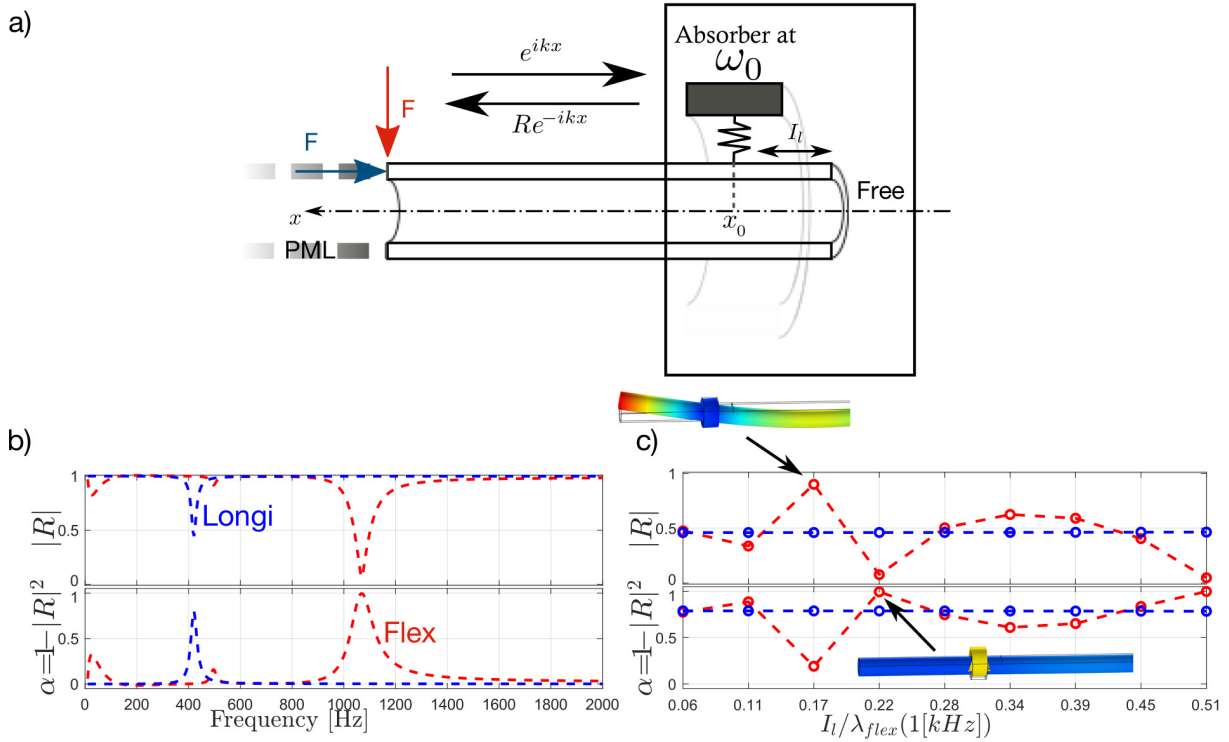 a)
Absorber at
ω₀
e^{ikx}
Re^{-ikx}
F
F
I_l
Free
x
x₀
PML
b)
1
0.5
0
|R|
Longi
1
0.5
0
α=1-|R|²
Flex
0 200 400 600 800 1000 1200 1400 1600 1800 2000
Frequency [Hz]
c)
1
0.5
0
|R|
1
0.5
0
α=1-|R|²
0.06 0.11 0.17 0.22 0.28 0.34 0.39 0.45 0.51
I_l/λ_{flex}(1[kHz])